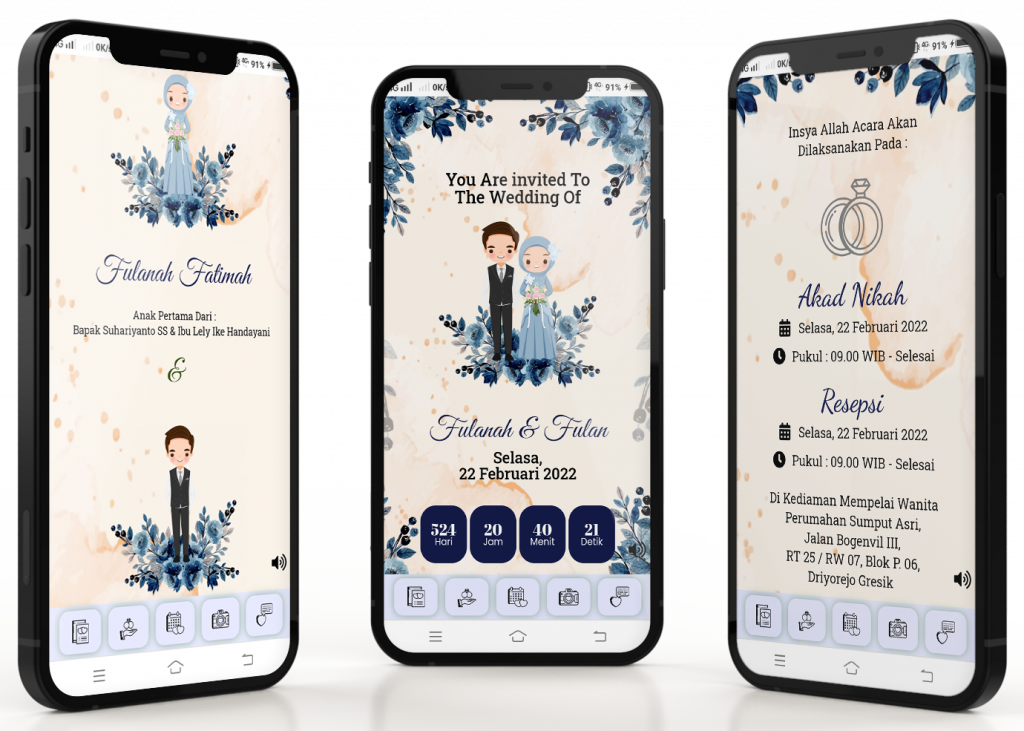 4G
0K/s
4G
91%
Fulanah Fatimah
Anak Pertama Dari :
Bapak Suhariyanto SS & Ibu Lely Ike Handayani
&
G
0K/
4G
91%
You Are invited To
The Wedding Of
Fulanah & Fulan
Selasa,
22 Februari 2022
524
Hari
20
Jam
40
Menit
21
Detik
G
0K
4G
91%
Insya Allah Acara Akan
Dilaksanakan Pada :
Akad Nikah
Selasa, 22 Februari 2022
Pukul : 09.00 WIB - Selesai
Resepsi
Selasa, 22 Februari 2022
Pukul : 09.00 WIB - Selesai
Di Kediaman Mempelai Wanita
Perumahan Sumput Asri,
Jalan Bogenvil III,
RT 25 / RW 07, Blok P. 06,
Driyorejo Gresik